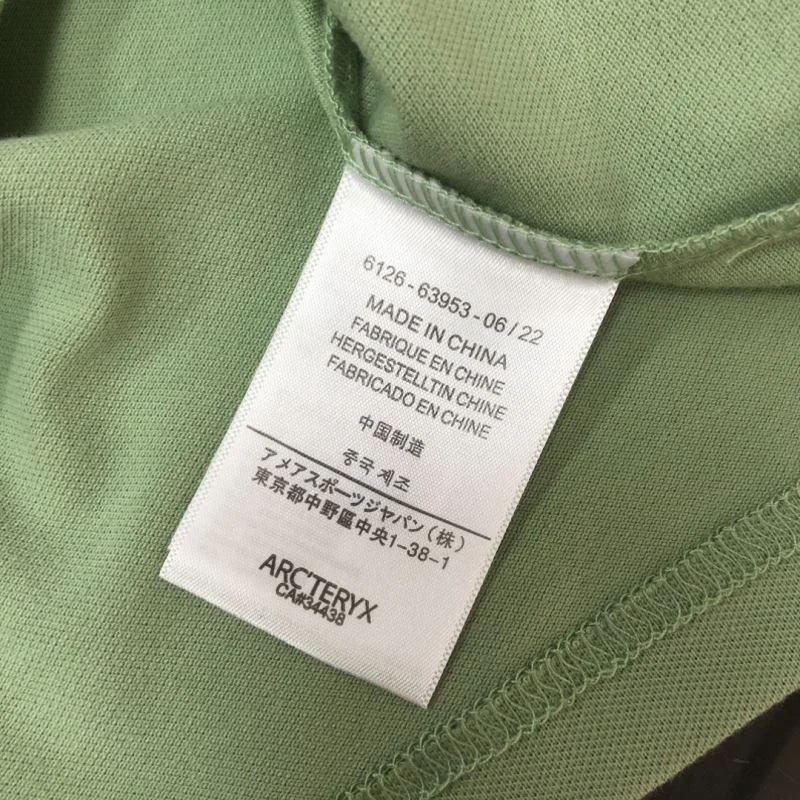 6126-63953-06/22
MADE IN CHINA
FABRIQUE EN CHINE
HERGESTELLTIN CHINE
FABRICADO EN CHINE
中国制造
중국 제조
アメアスポーツジャパン(株)
東京都中野區中央1-38-1
ARC'TERYX
CA#34438